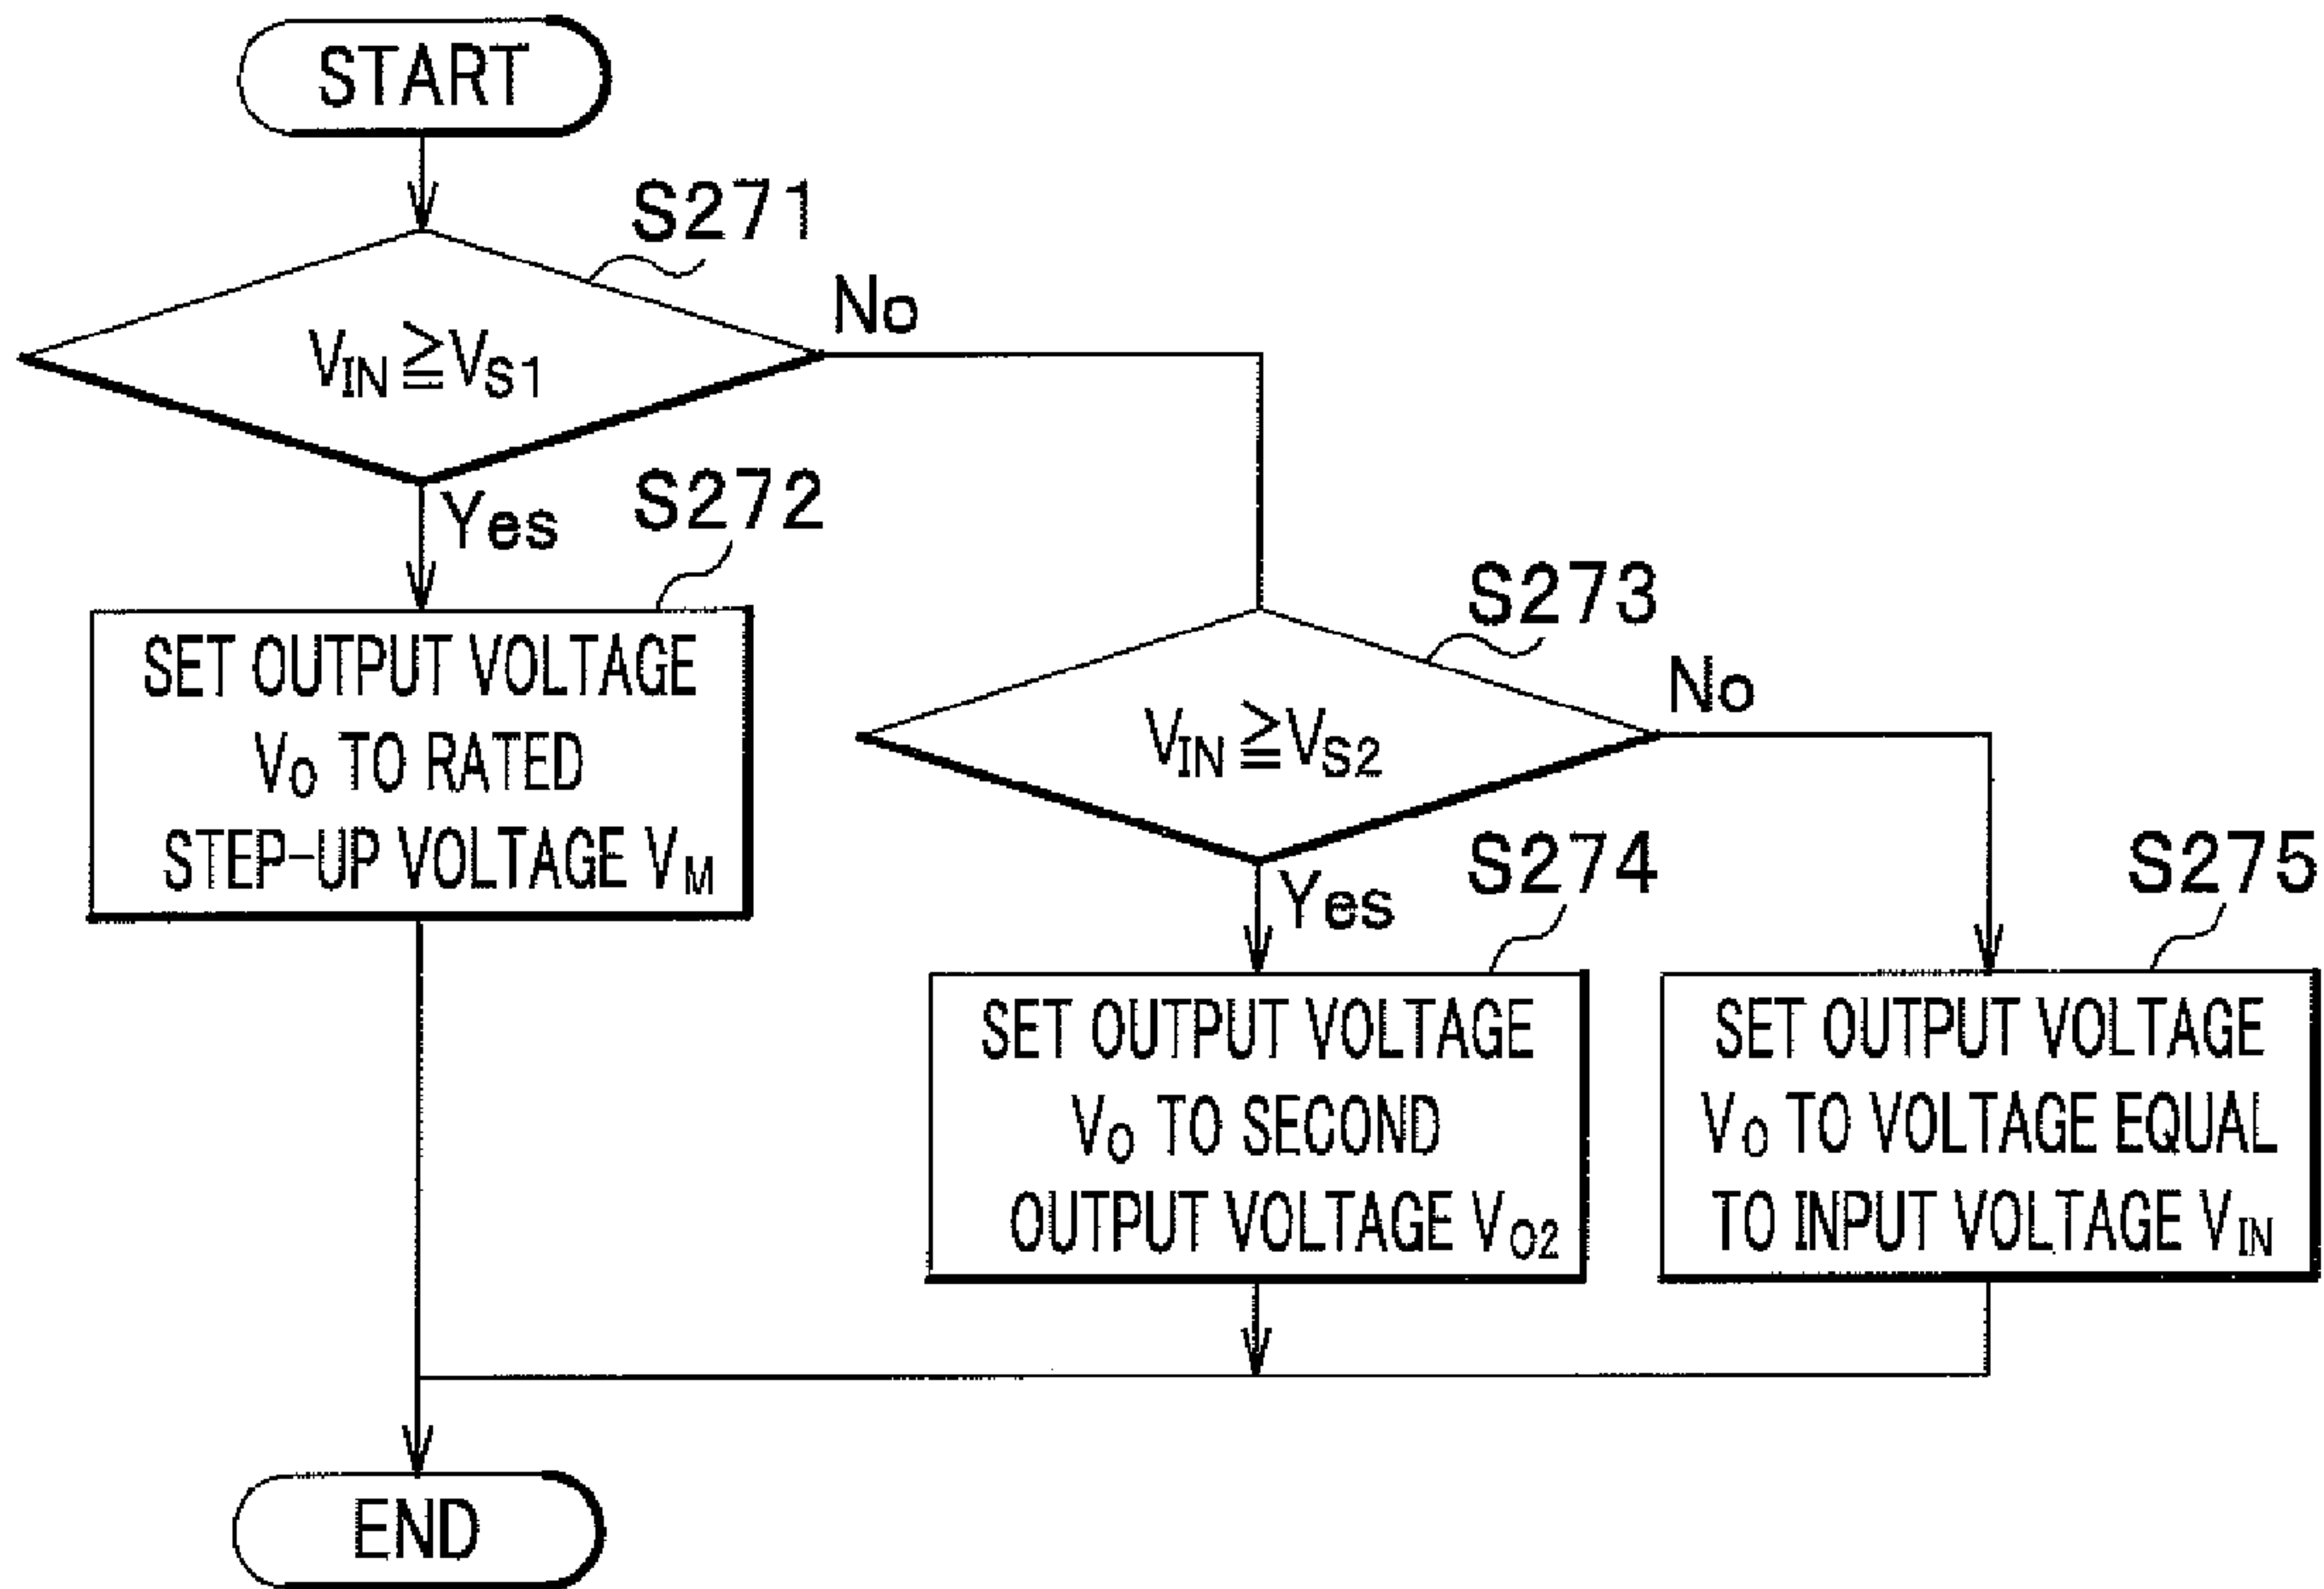 START
S271
No
VIN≧VS1
Yes
S272
SET OUTPUT VOLTAGE
VO TO RATED
STEP-UP VOLTAGE VM
S273
No
VIN≧VS2
Yes
S274
SET OUTPUT VOLTAGE
VO TO SECOND
OUTPUT VOLTAGE VO2
S275
SET OUTPUT VOLTAGE
VO TO VOLTAGE EQUAL
TO INPUT VOLTAGE VIN
END